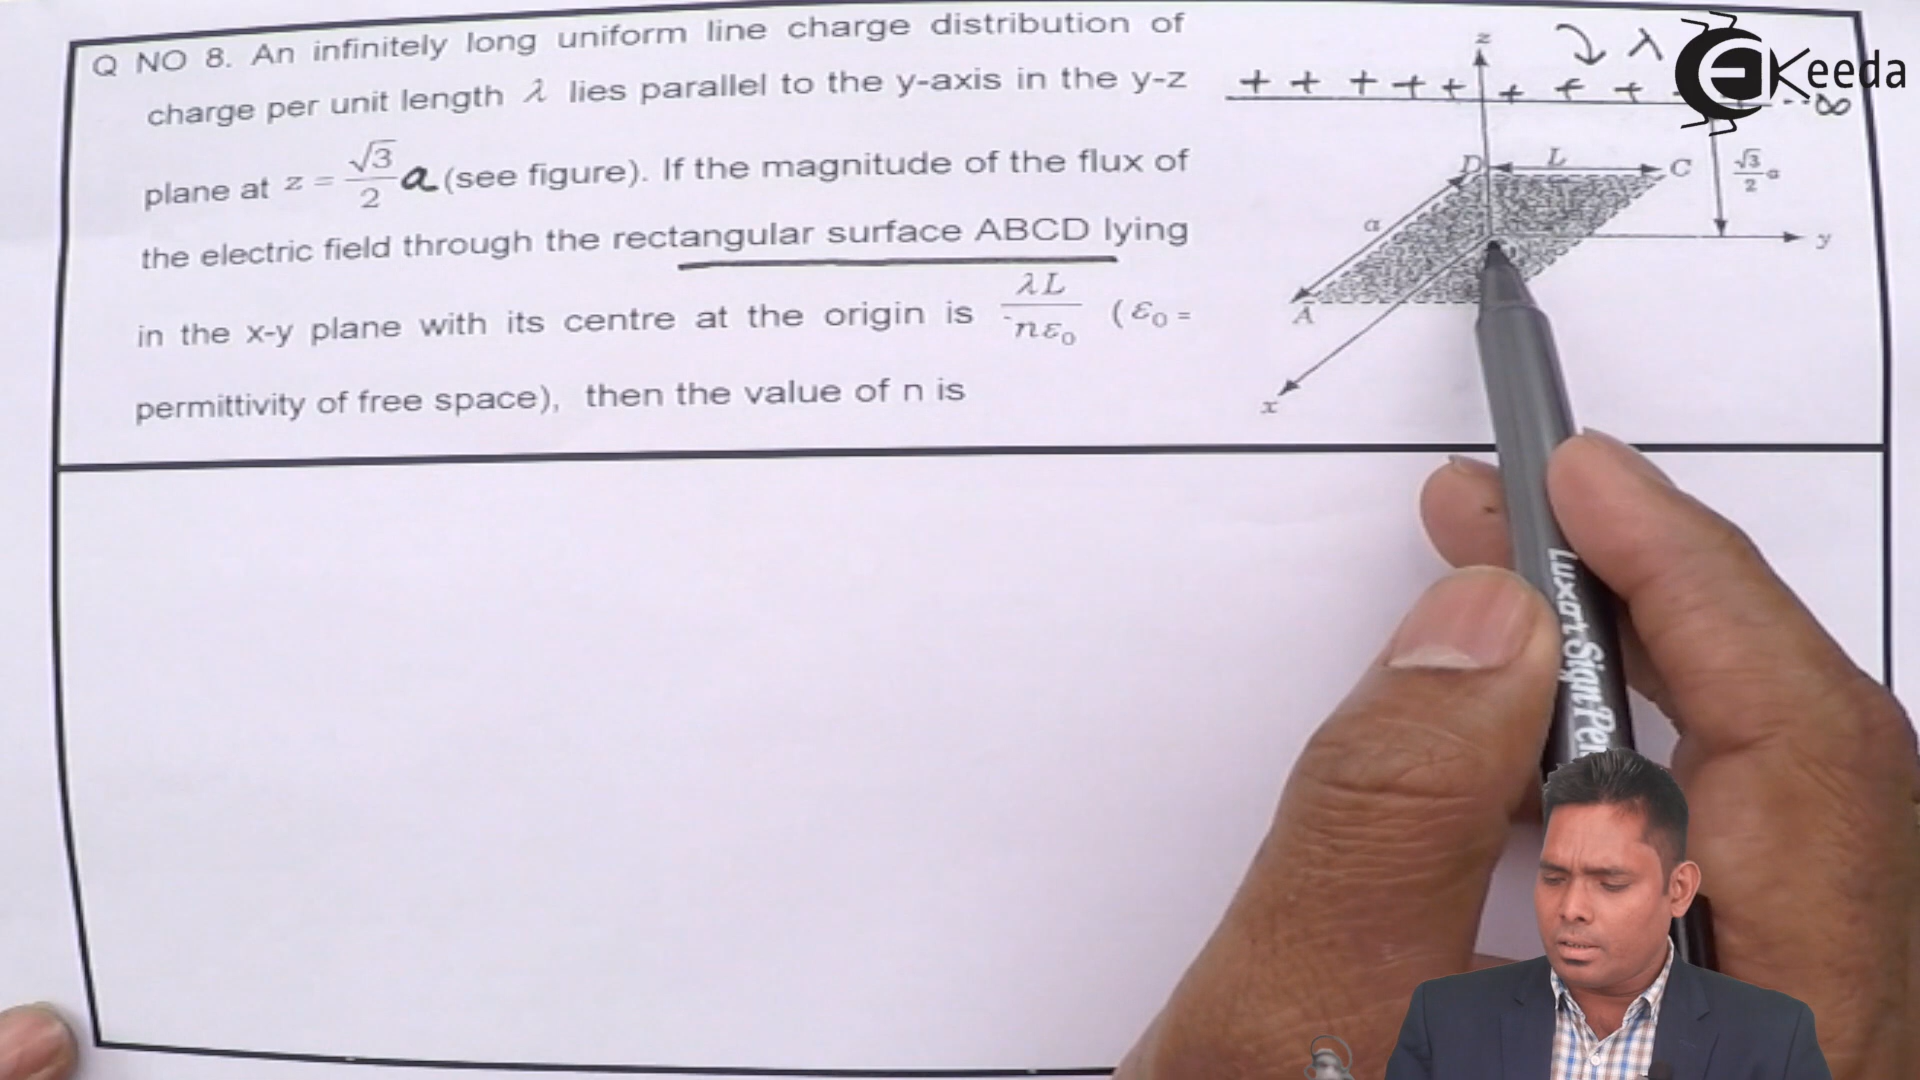 Q NO 8. An infinitely long uniform line charge distribution of
charge per unit length λ lies parallel to the y-axis in the y-z
plane at z = √3/2 a (see figure). If the magnitude of the flux of
the electric field through the rectangular surface ABCD lying
in the x-y plane with its centre at the origin is λL/nε₀ (ε₀ =
permittivity of free space), then the value of n is
z
λ
Keeda
+ + + + + + + +
∞
D
L
C
√3/2 a
a
y
A
x
Luxor Sign Pen